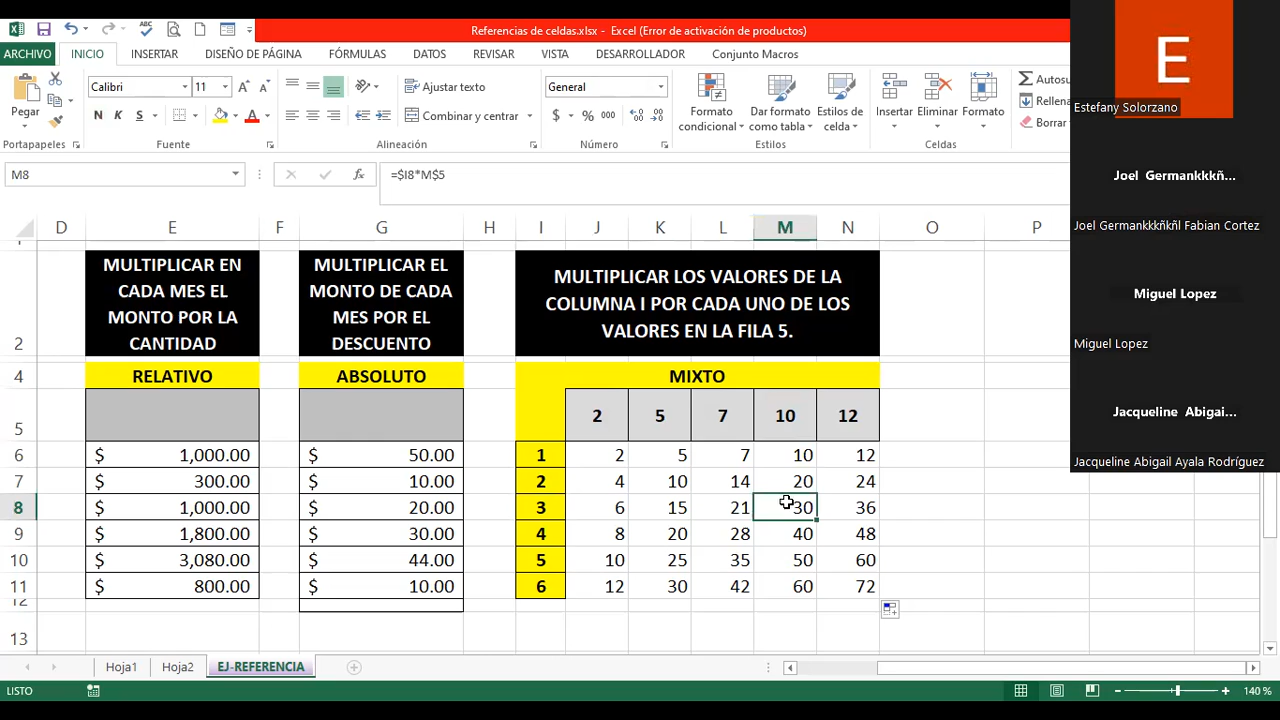 Referencias de celdas.xlsx - Excel (Error de activación de productos)
ARCHIVO INICIO INSERTAR DISEÑO DE PÁGINA FÓRMULAS DATOS REVISAR VISTA DESARROLLADOR Conjunto Macros
Calibri 11 Ajustar texto General Autosu
Pegar Formato Dar formato Estilos de Insertar Eliminar Formato Rellena
N K S Combinar y centrar $ % 000 condicional como tabla celda Borrar
Portapapeles Fuente Alineación Número Estilos Celdas
M8 fx =$I8*M$5
D E F G H I J K L M N O P
2 MULTIPLICAR EN
CADA MES EL
MONTO POR LA
CANTIDAD
MULTIPLICAR EL
MONTO DE CADA
MES POR EL
DESCUENTO
MULTIPLICAR LOS VALORES DE LA
COLUMNA I POR CADA UNO DE LOS
VALORES EN LA FILA 5.
4 RELATIVO ABSOLUTO MIXTO
5 2 5 7 10 12
6 $ 1,000.00 $ 50.00 1 2 5 7 10 12
7 $ 300.00 $ 10.00 2 4 10 14 20 24
8 $ 1,000.00 $ 20.00 3 6 15 21 30 36
9 $ 1,800.00 $ 30.00 4 8 20 28 40 48
10 $ 3,080.00 $ 44.00 5 10 25 35 50 60
11 $ 800.00 $ 10.00 6 12 30 42 60 72
12
13
Hoja1 Hoja2 EJ-REFERENCIA
LISTO 140 %
E
Estefany Solorzano
Joel Germankkkñ...
Joel Germankkkñkñl Fabian Cortez
Miguel Lopez
Miguel Lopez
Jacqueline Abigai...
Jacqueline Abigail Ayala Rodríguez